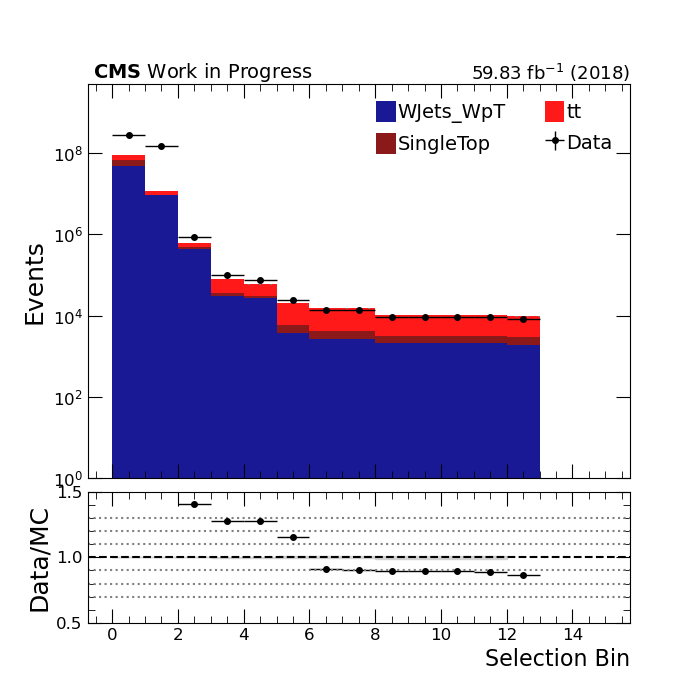 CMS Work in Progress 59.83 fb⁻¹ (2018)
WJets_WpT tt
SingleTop Data
Events
10⁸
10⁶
10⁴
10²
10⁰
Data/MC
1.5
1.0
0.5
0 2 4 6 8 10 12 14
Selection Bin